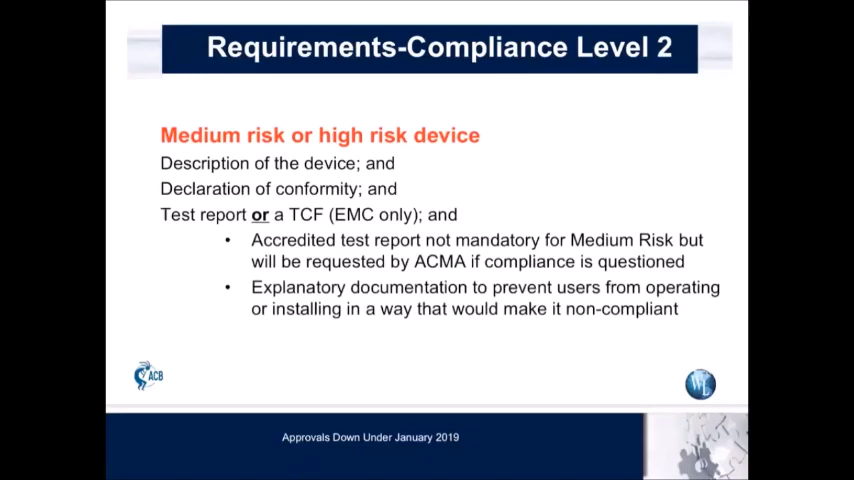 Requirements-Compliance Level 2
Medium risk or high risk device
Description of the device; and
Declaration of conformity; and
Test report or a TCF (EMC only); and
• Accredited test report not mandatory for Medium Risk but
will be requested by ACMA if compliance is questioned
• Explanatory documentation to prevent users from operating
or installing in a way that would make it non-compliant
ACB
WL
Approvals Down Under January 2019